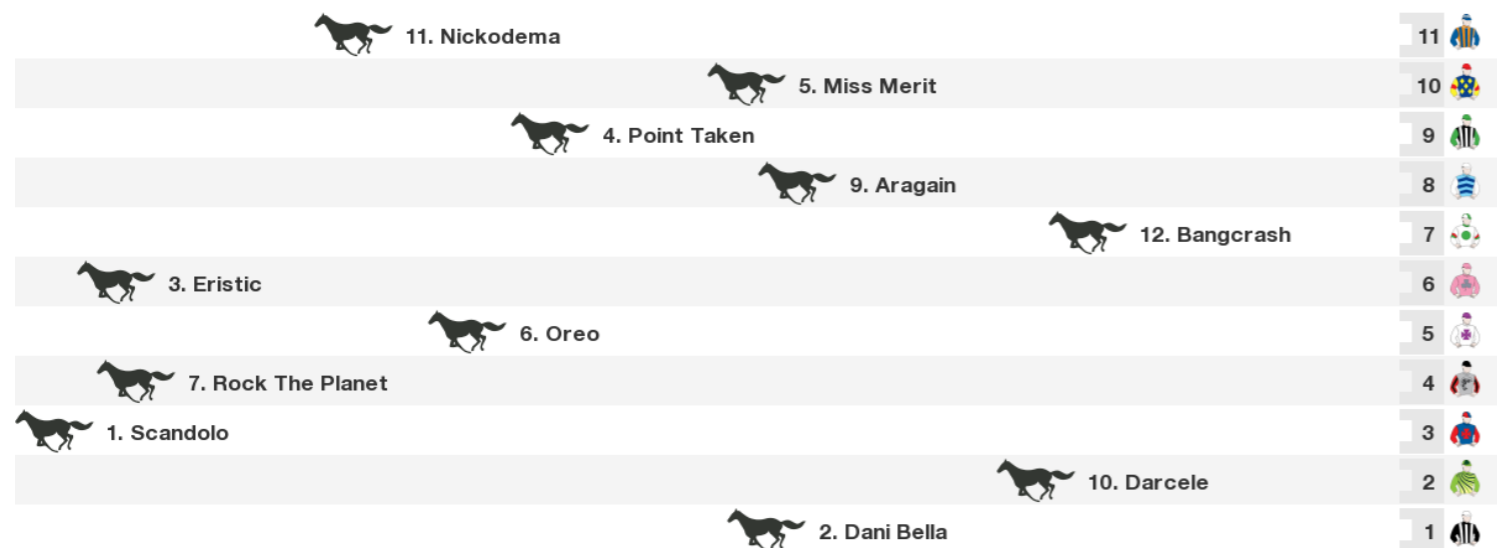 11. Nickodema 11
5. Miss Merit 10
4. Point Taken 9
9. Aragain 8
12. Bangcrash 7
3. Eristic 6
6. Oreo 5
7. Rock The Planet 4
1. Scandolo 3
10. Darcele 2
2. Dani Bella 1